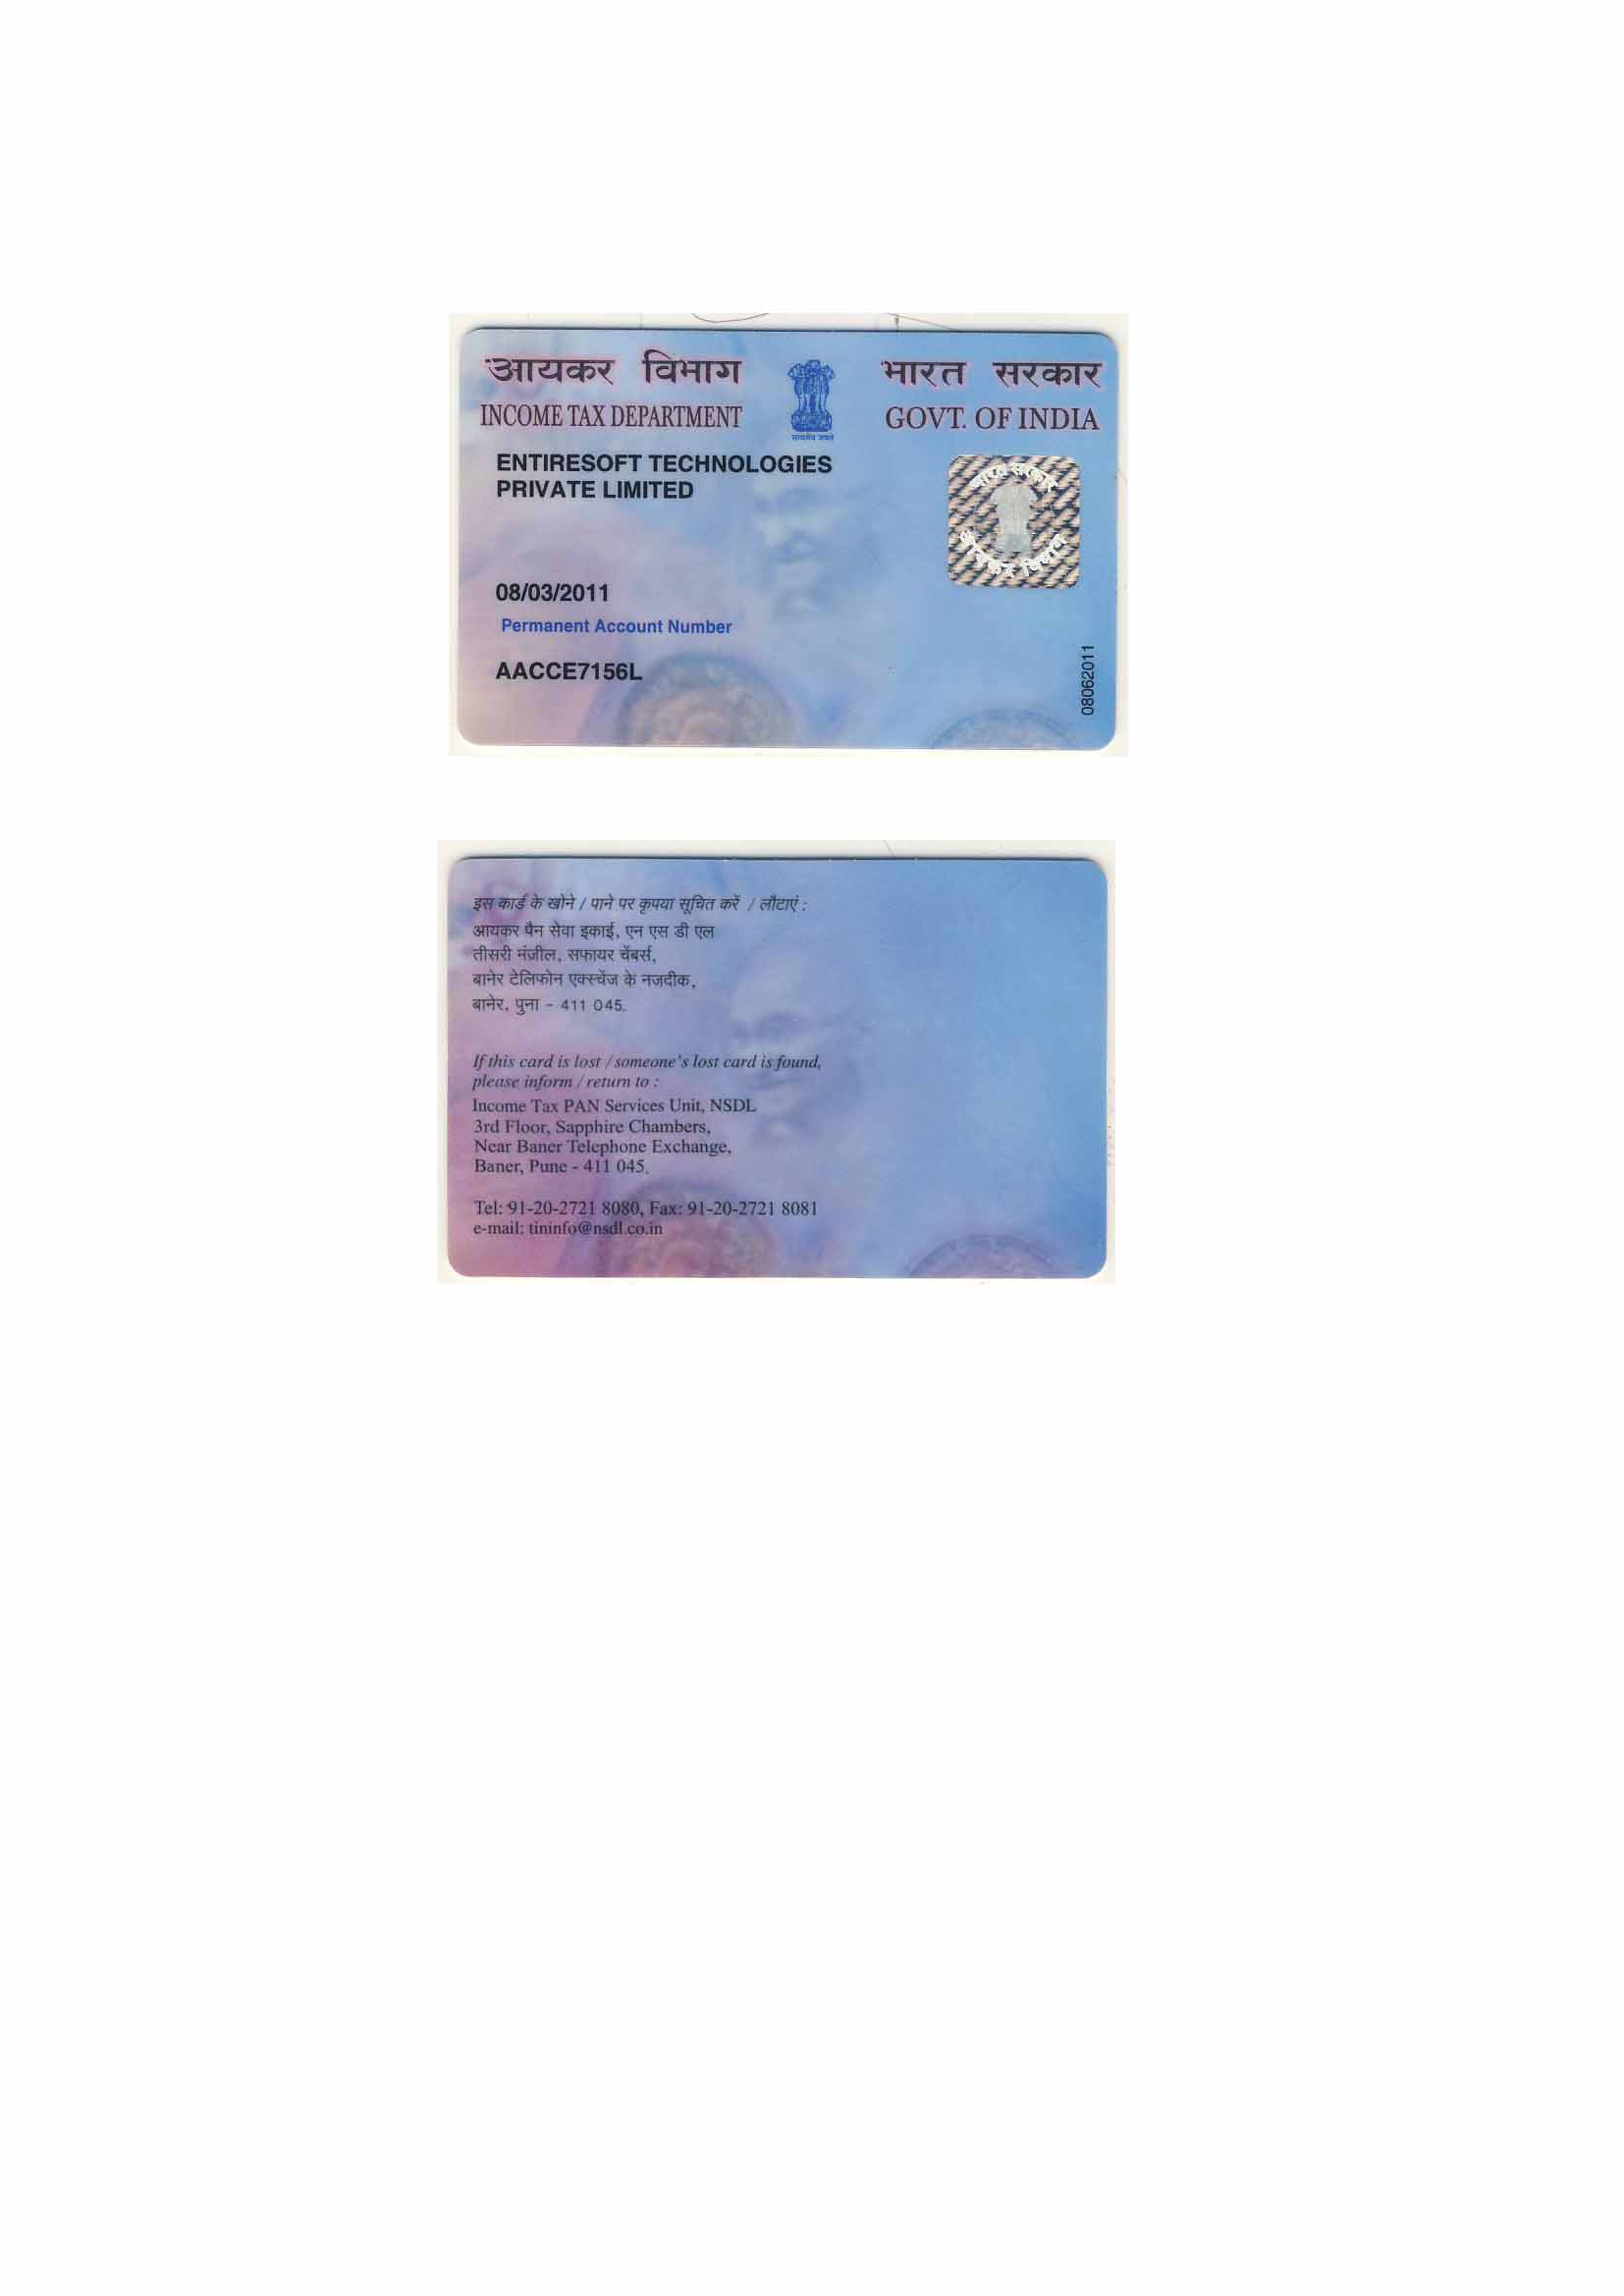 आयकर विभाग
INCOME TAX DEPARTMENT
सत्यमेव जयते
भारत सरकार
GOVT. OF INDIA
ENTIRESOFT TECHNOLOGIES
PRIVATE LIMITED
भारत सरकार
आयकर विभाग
08/03/2011
Permanent Account Number
AACCE7156L
08062011
इस कार्ड के खोने / पाने पर कृपया सूचित करें / लौटाएं :
आयकर पैन सेवा इकाई, एन एस डी एल
तीसरी मंजील, सफायर चेंबर्स,
बानेर टेलिफोन एक्स्चेंज के नजदीक,
बानेर, पुना - 411 045.
If this card is lost / someone's lost card is found,
please inform / return to :
Income Tax PAN Services Unit, NSDL
3rd Floor, Sapphire Chambers,
Near Baner Telephone Exchange,
Baner, Pune - 411 045.
Tel: 91-20-2721 8080, Fax: 91-20-2721 8081
e-mail: tininfo@nsdl.co.in